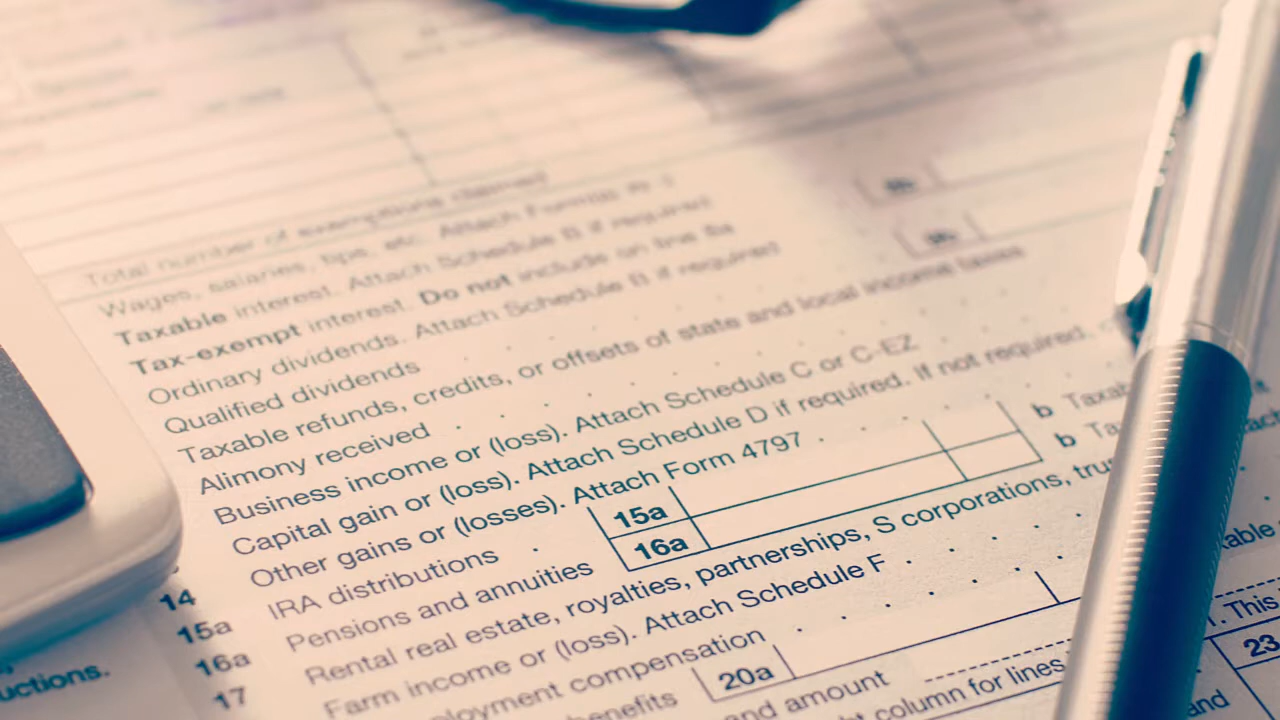 Total number of exemptions claimed
Wages, salaries, tips, etc. Attach Form(s) W-2
Taxable interest. Attach Schedule B if required
Tax-exempt interest. Do not include on line 8a
Ordinary dividends. Attach Schedule B if required
Qualified dividends
Taxable refunds, credits, or offsets of state and local income taxes
Alimony received
Business income or (loss). Attach Schedule C or C-EZ
Capital gain or (loss). Attach Schedule D if required. If not required,
14 Other gains or (losses). Attach Form 4797
15a IRA distributions 15a b Taxab
16a Pensions and annuities 16a b Ta
17 Rental real estate, royalties, partnerships, S corporations, tru
Farm income or (loss). Attach Schedule F
ployment compensation
benefits 20a
and amount
column for lines
uctions.
This
23
and